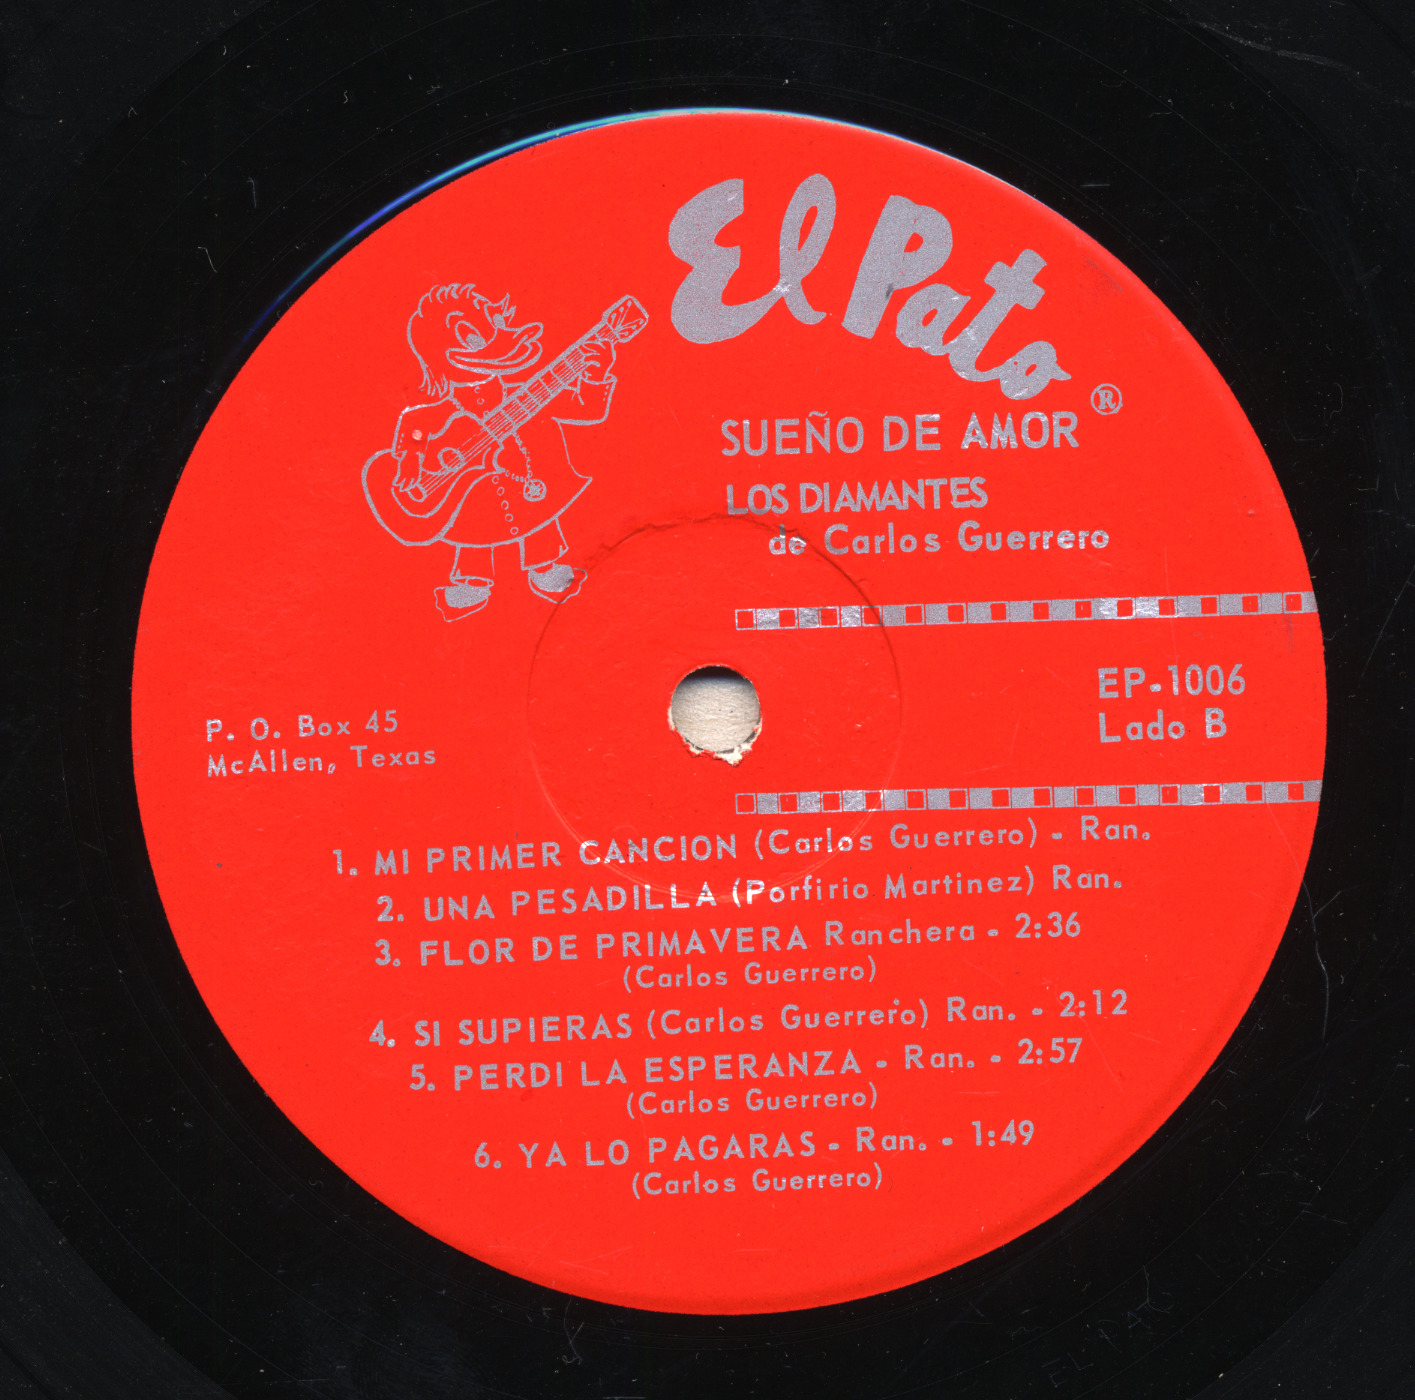 El Pato ®
SUEÑO DE AMOR
LOS DIAMANTES
de Carlos Guerrero
EP-1006
Lado B
P. O. Box 45
McAllen, Texas
1. MI PRIMER CANCION (Carlos Guerrero) - Ran.
2. UNA PESADILLA (Porfirio Martinez) Ran.
3. FLOR DE PRIMAVERA Ranchera - 2:36
(Carlos Guerrero)
4. SI SUPIERAS (Carlos Guerrero) Ran. - 2:12
5. PERDI LA ESPERANZA - Ran. - 2:57
(Carlos Guerrero)
6. YA LO PAGARAS - Ran. - 1:49
(Carlos Guerrero)